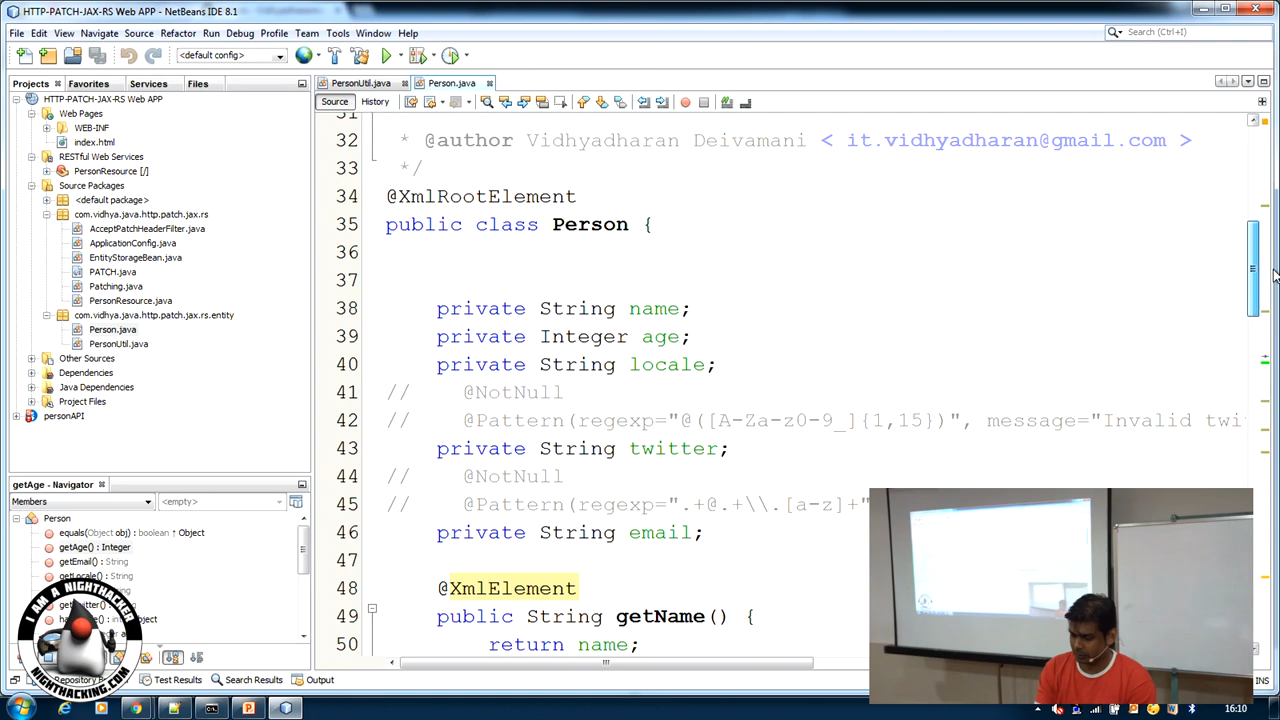 HTTP-PATCH-JAX-RS Web APP - NetBeans IDE 8.1
File Edit View Navigate Source Refactor Run Debug Profile Team Tools Window Help
Search (Ctrl+I)
<default config>
Projects Favorites Services Files
PersonUtil.java Person.java
Source History
HTTP-PATCH-JAX-RS Web APP
Web Pages
WEB-INF
index.html
RESTful Web Services
PersonResource [/]
Source Packages
<default package>
com.vidhya.java.http.patch.jax.rs
AcceptPatchHeaderFilter.java
ApplicationConfig.java
EntityStorageBean.java
PATCH.java
Patching.java
PersonResource.java
com.vidhya.java.http.patch.jax.rs.entity
Person.java
PersonUtil.java
Other Sources
Dependencies
Java Dependencies
Project Files
personAPI
31
32 * @author Vidhyadharan Deivamani < it.vidhyadharan@gmail.com >
33 */
34 @XmlRootElement
35 public class Person {
36
37
38 private String name;
39 private Integer age;
40 private String locale;
41 // @NotNull
42 // @Pattern(regexp="@([A-Za-z0-9_]{1,15})", message="Invalid twi
43 private String twitter;
44 // @NotNull
45 // @Pattern(regexp=".+@.+\\.[a-z]+"
46 private String email;
47
48 @XmlElement
49 public String getName() {
50 return name;
getAge - Navigator
Members <empty>
Person
equals(Object obj) : boolean ↑ Object
getAge() : Integer
getEmail() : String
getLocale() : String
I AM A NIGHTHACKER
NIGHTHACKING.COM
Test Results Search Results Output
INS
16:10